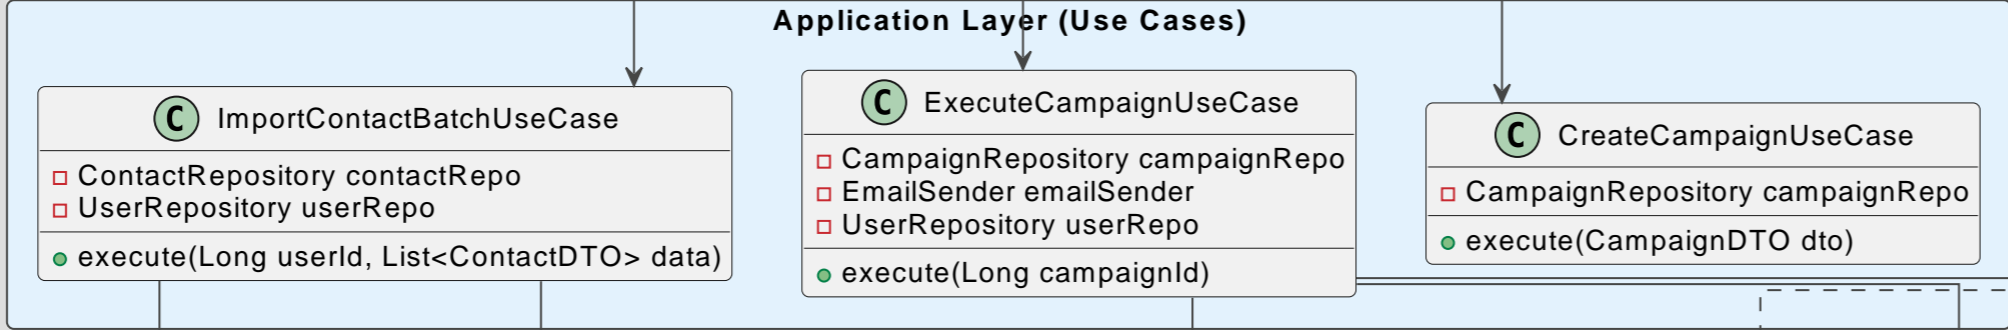 Application Layer (Use Cases)
C ImportContactBatchUseCase
ContactRepository contactRepo
UserRepository userRepo
execute(Long userId, List<ContactDTO> data)
C ExecuteCampaignUseCase
CampaignRepository campaignRepo
EmailSender emailSender
UserRepository userRepo
execute(Long campaignId)
C CreateCampaignUseCase
CampaignRepository campaignRepo
execute(CampaignDTO dto)